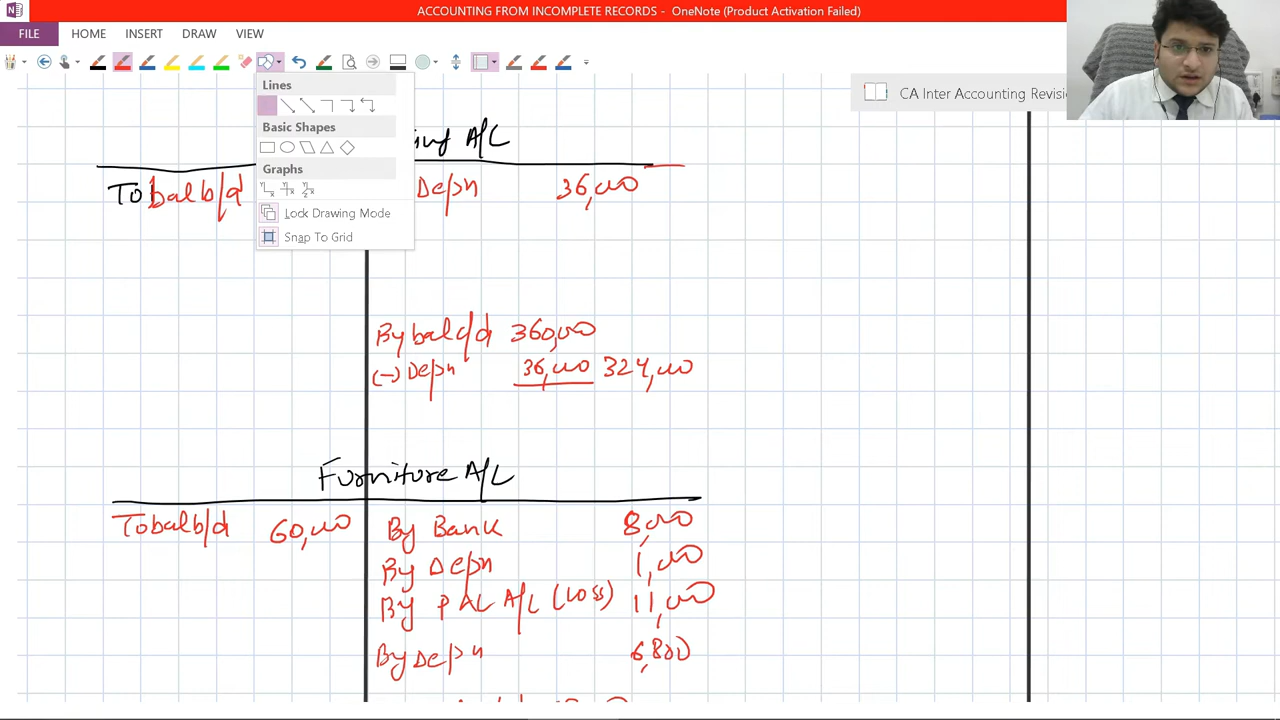 ACCOUNTING FROM INCOMPLETE RECORDS - OneNote (Product Activation Failed)
FILE HOME INSERT DRAW VIEW
Lines
Basic Shapes
Graphs
Lock Drawing Mode
Snap To Grid
CA Inter Accounting Revisi
A/L
To bal b/d Depn 36,000
By bal c/d 360,000
(-) Depn 36,000 324,000
Furniture A/L
To bal b/d 60,000 By Bank 8,000
By Depn 1,000
By P & L A/L (Loss) 11,000
By Depn 6,800